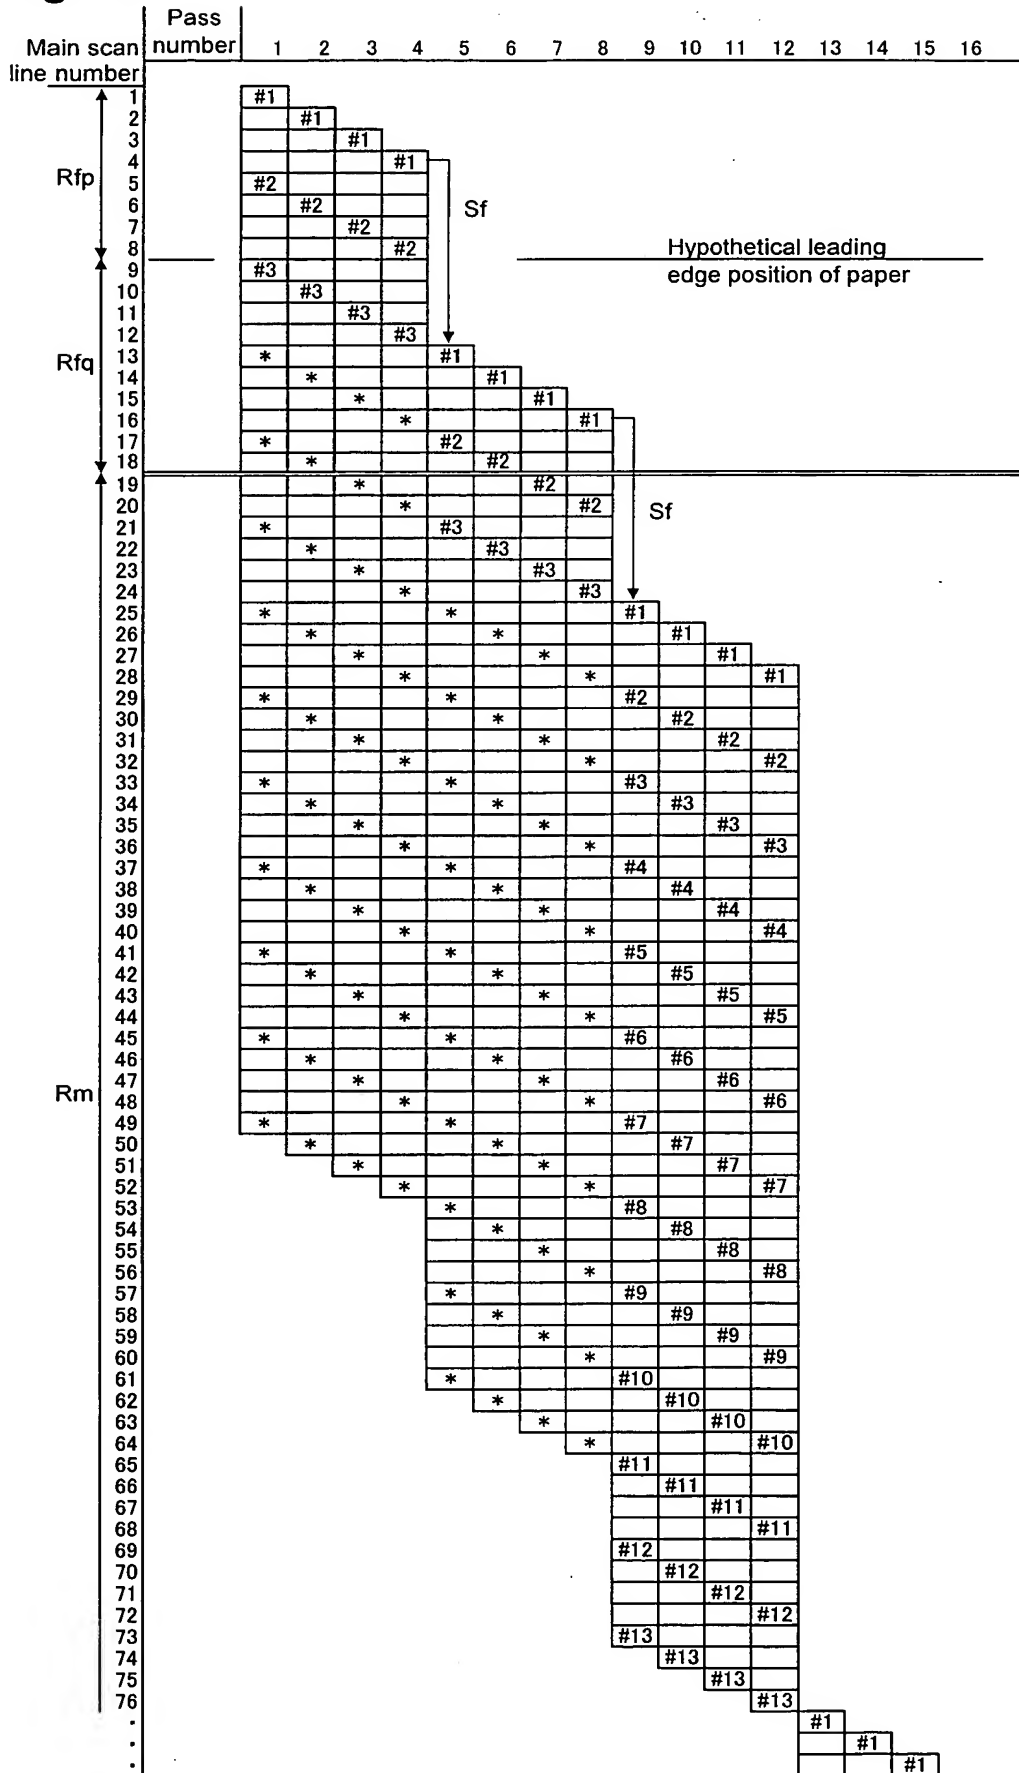 Pass
Main scan number 1 2 3 4 5 6 7 8 9 10 11 12 13 14 15 16
line number
1 #1
2 #1
3 #1
4 #1
Rfp
5 #2
6 #2 Sf
7 #2
8 #2 Hypothetical leading
9 #3 edge position of paper
10 #3
11 #3
12 #3
Rfq
13 * #1
14 * #1
15 * #1
16 * #1
17 * #2
18 * #2
19 * #2
20 * #2 Sf
21 * #3
22 * #3
23 * #3
24 * #3
25 * * #1
26 * * #1
27 * * #1
28 * * #1
29 * * #2
30 * * #2
31 * * #2
32 * * #2
33 * * #3
34 * * #3
35 * * #3
36 * * #3
37 * * #4
38 * * #4
39 * * #4
40 * * #4
41 * * #5
42 * * #5
43 * * #5
44 * * #5
45 * * #6
46 * * #6
47 * * #6
Rm
48 * * #6
49 * * #7
50 * * #7
51 * * #7
52 * * #7
53 * #8
54 * #8
55 * #8
56 * #8
57 * #9
58 * #9
59 * #9
60 * #9
61 * #10
62 * #10
63 * #10
64 * #10
65 #11
66 #11
67 #11
68 #11
69 #12
70 #12
71 #12
72 #12
73 #13
74 #13
75 #13
76 #13
. #1
. #1
. #1